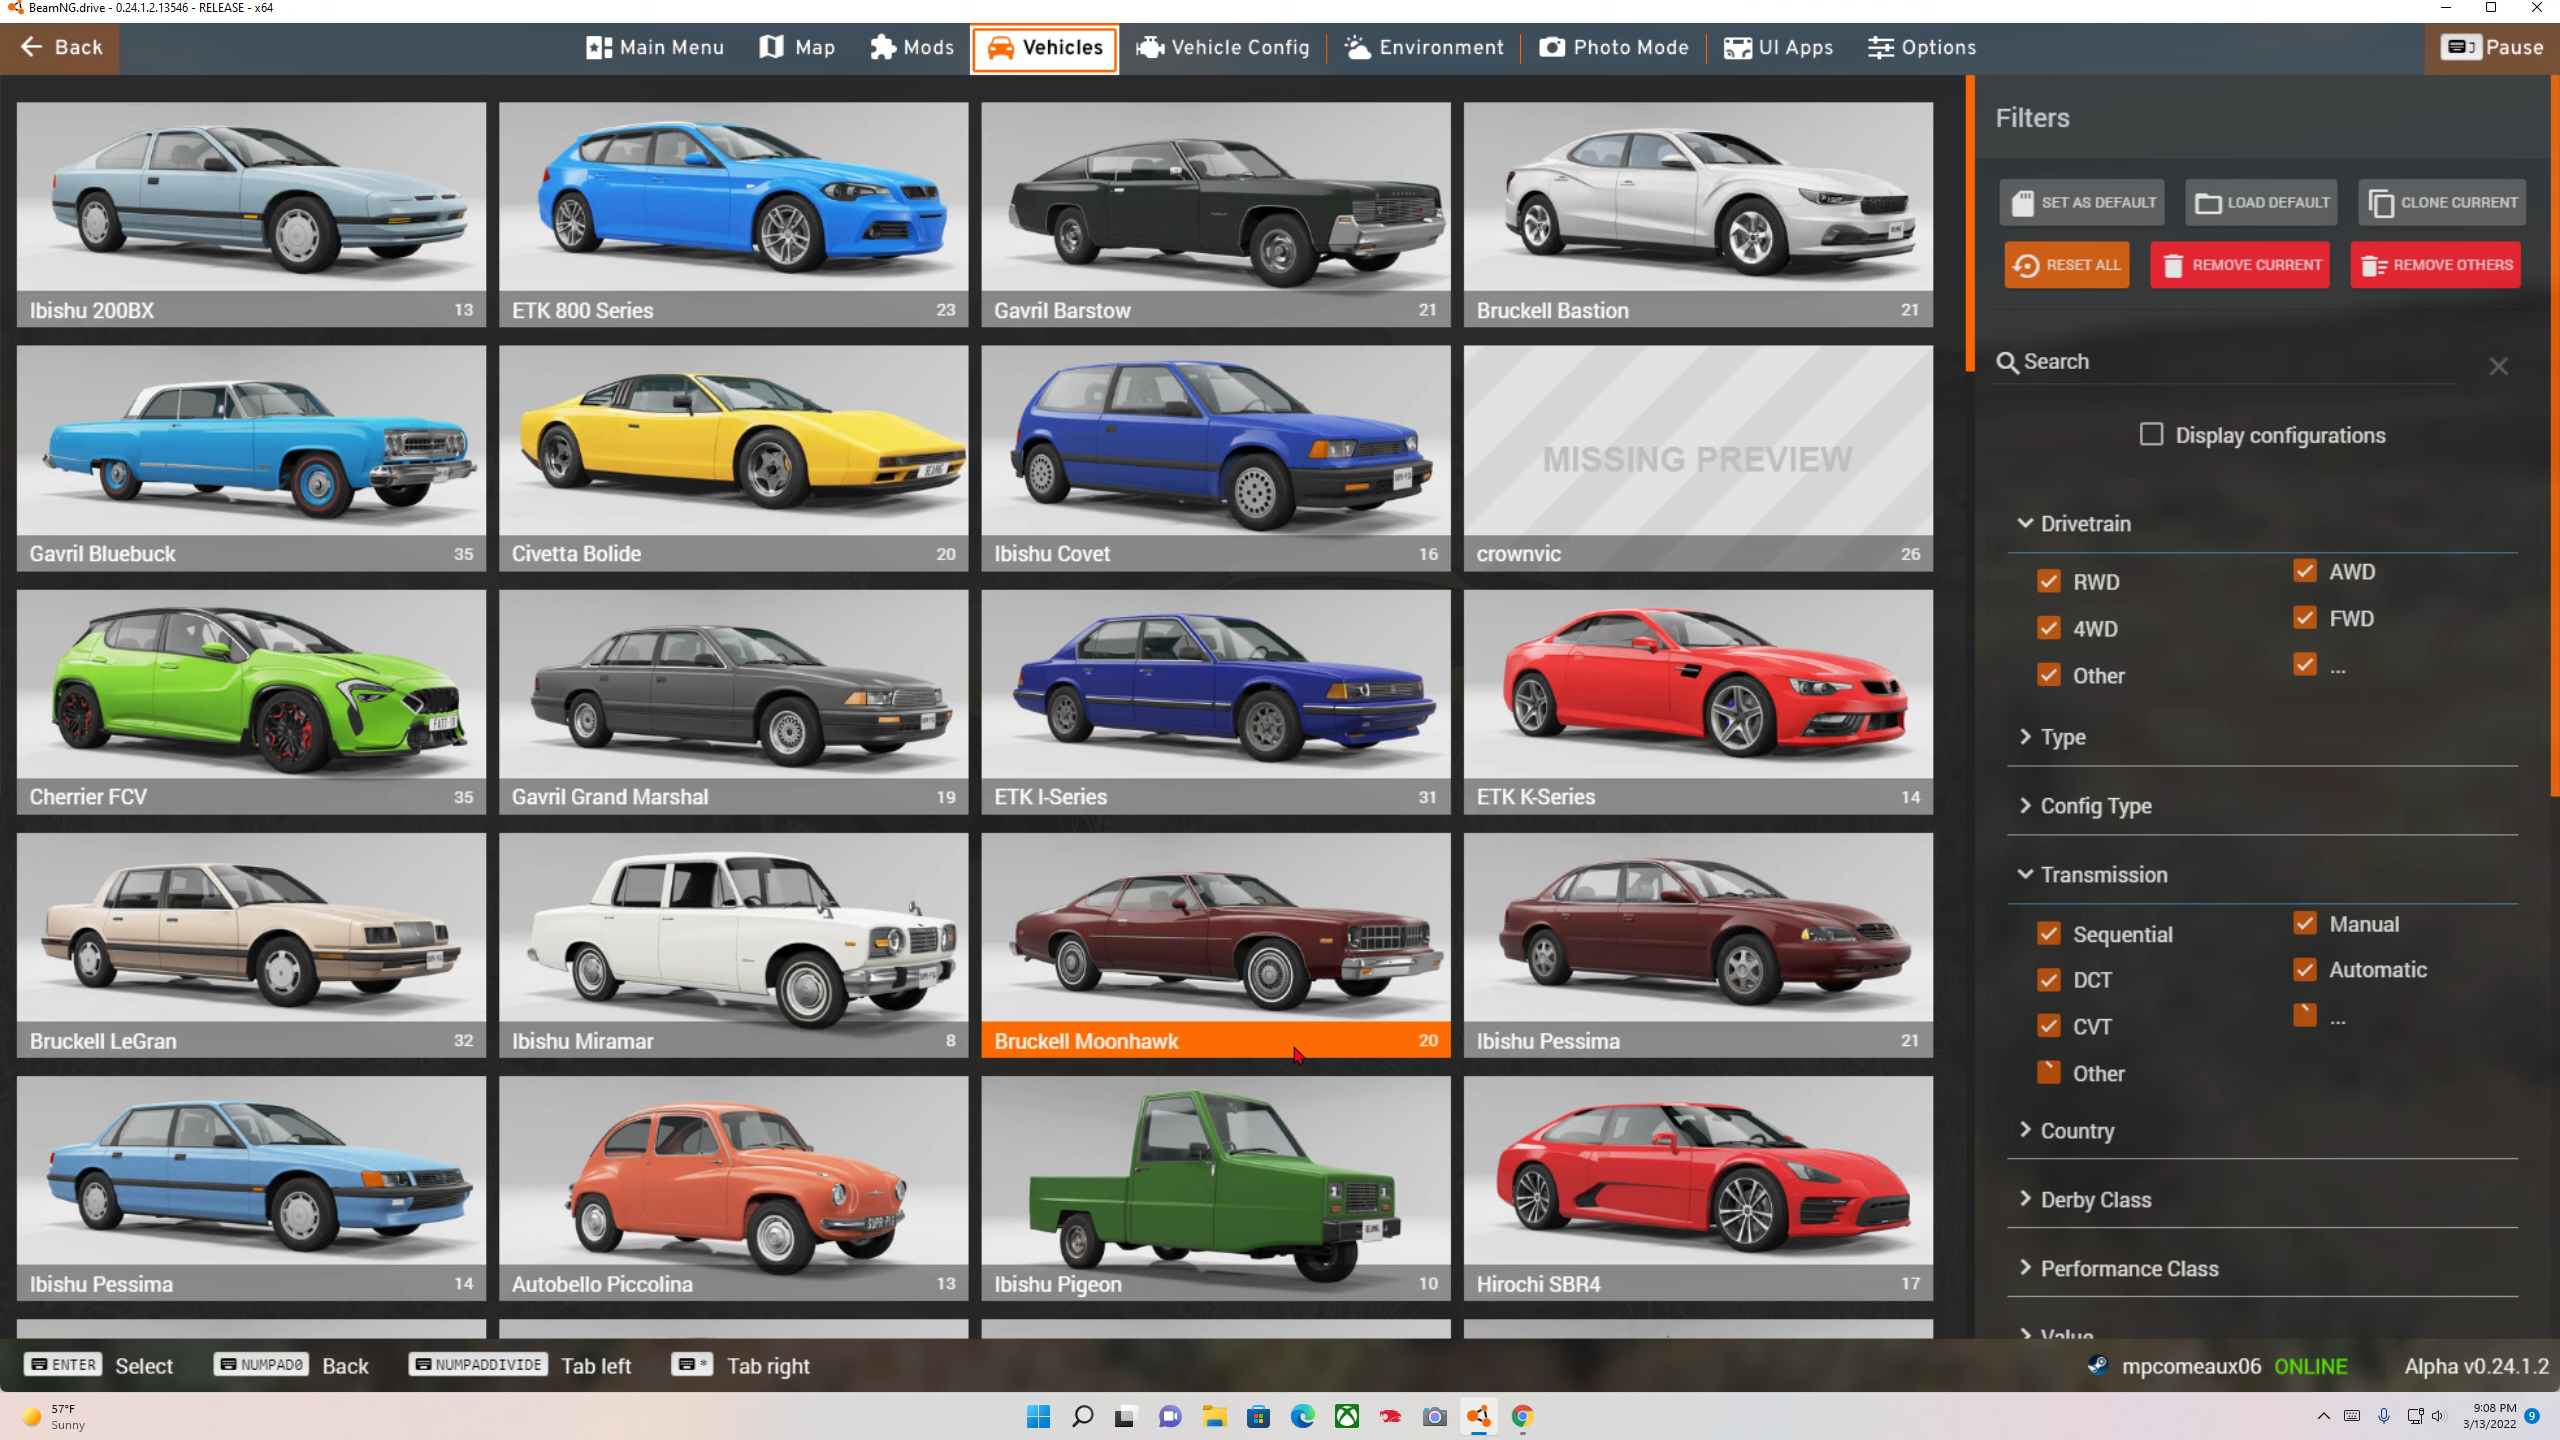 BeamNG.drive - 0.24.1.2.13546 - RELEASE - x64
Back
Main Menu
Map
Mods
Vehicles
Vehicle Config
Environment
Photo Mode
UI Apps
Options
J Pause
Ibishu 200BX 13
ETK 800 Series 23
Gavril Barstow 21
Bruckell Bastion 21
Gavril Bluebuck 35
Civetta Bolide 20
Ibishu Covet 16
MISSING PREVIEW
crownvic 26
Cherrier FCV 35
Gavril Grand Marshal 19
ETK I-Series 31
ETK K-Series 14
Bruckell LeGran 32
Ibishu Miramar 8
Bruckell Moonhawk 20
Ibishu Pessima 21
Ibishu Pessima 14
Autobello Piccolina 13
Ibishu Pigeon 10
Hirochi SBR4 17
Filters
SET AS DEFAULT
LOAD DEFAULT
CLONE CURRENT
RESET ALL
REMOVE CURRENT
REMOVE OTHERS
Search
Display configurations
Drivetrain
RWD
AWD
4WD
FWD
Other
...
Type
Config Type
Transmission
Sequential
Manual
DCT
Automatic
CVT
...
Other
Country
Derby Class
Performance Class
Value
ENTER Select
NUMPAD0 Back
NUMPADDIVIDE Tab left
* Tab right
mpcomeaux06 ONLINE
Alpha v0.24.1.2
57°F
Sunny
9:08 PM
3/13/2022
9